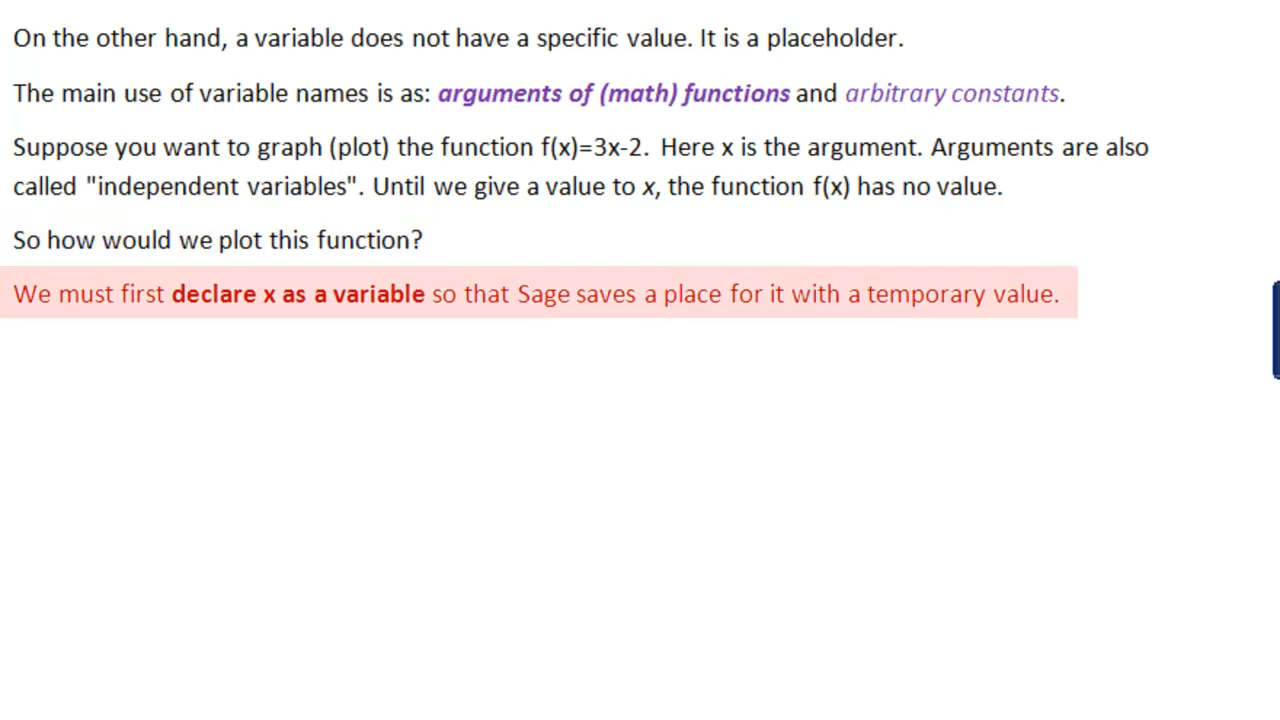 On the other hand, a variable does not have a specific value. It is a placeholder.
The main use of variable names is as: arguments of (math) functions and arbitrary constants.
Suppose you want to graph (plot) the function f(x)=3x-2. Here x is the argument. Arguments are also
called "independent variables". Until we give a value to x, the function f(x) has no value.
So how would we plot this function?
We must first declare x as a variable so that Sage saves a place for it with a temporary value.